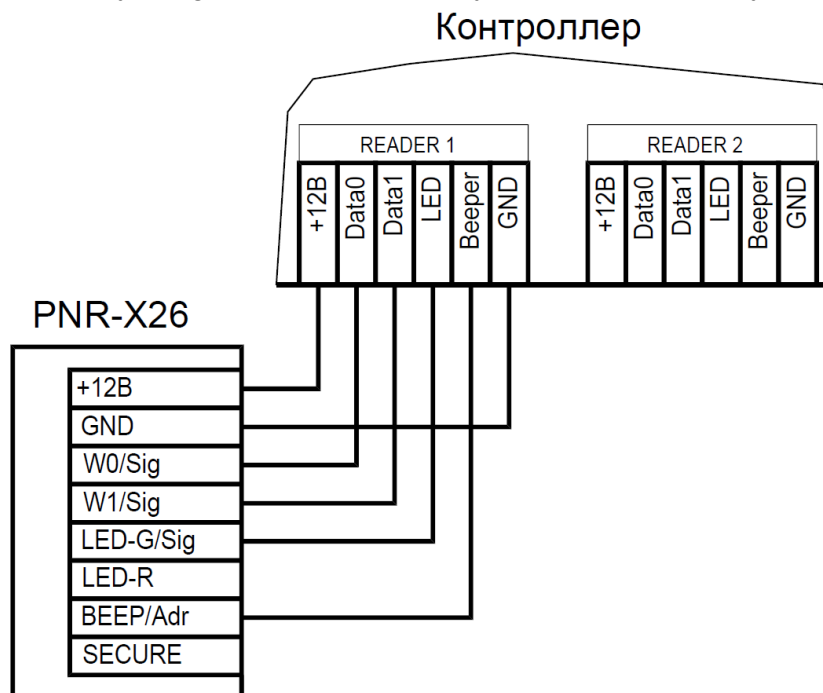 Контроллер
READER 1
READER 2
+12В
Data0
Data1
LED
Beeper
GND
+12В
Data0
Data1
LED
Beeper
GND
PNR-X26
+12В
GND
W0/Sig
W1/Sig
LED-G/Sig
LED-R
BEEP/Adr
SECURE